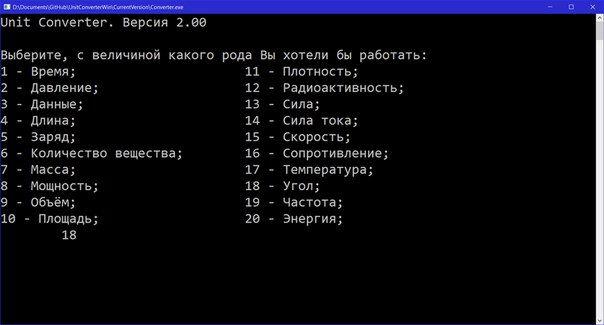 D:\Documents\GitHub\UnitConverterWin\CurrentVersion\Converter.exe
Unit Converter. Версия 2.00
Выберите, с величиной какого рода Вы хотели бы работать:
1 - Время; 11 - Плотность;
2 - Давление; 12 - Радиоактивность;
3 - Данные; 13 - Сила;
4 - Длина; 14 - Сила тока;
5 - Заряд; 15 - Скорость;
6 - Количество вещества; 16 - Сопротивление;
7 - Масса; 17 - Температура;
8 - Мощность; 18 - Угол;
9 - Объём; 19 - Частота;
10 - Площадь; 20 - Энергия;
18